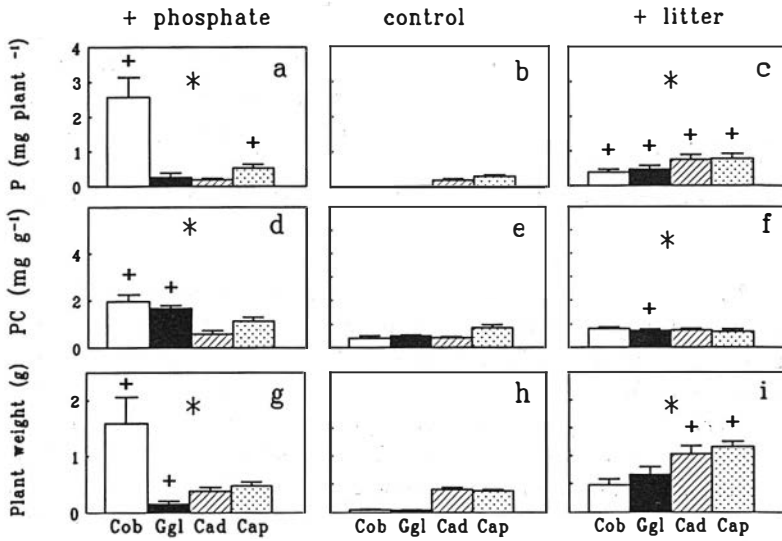 + phosphate
control
+ litter
P (mg plant ⁻¹)
4
3
2
1
0
+
*
a
+
b
c
*
+
+
+
+
PC (mg g⁻¹)
4
2
0
*
d
+
+
e
f
*
+
Plant weight (g)
2
1
0
+
*
g
+
h
i
*
+
+
Cob Ggl Cad Cap
Cob Ggl Cad Cap
Cob Ggl Cad Cap